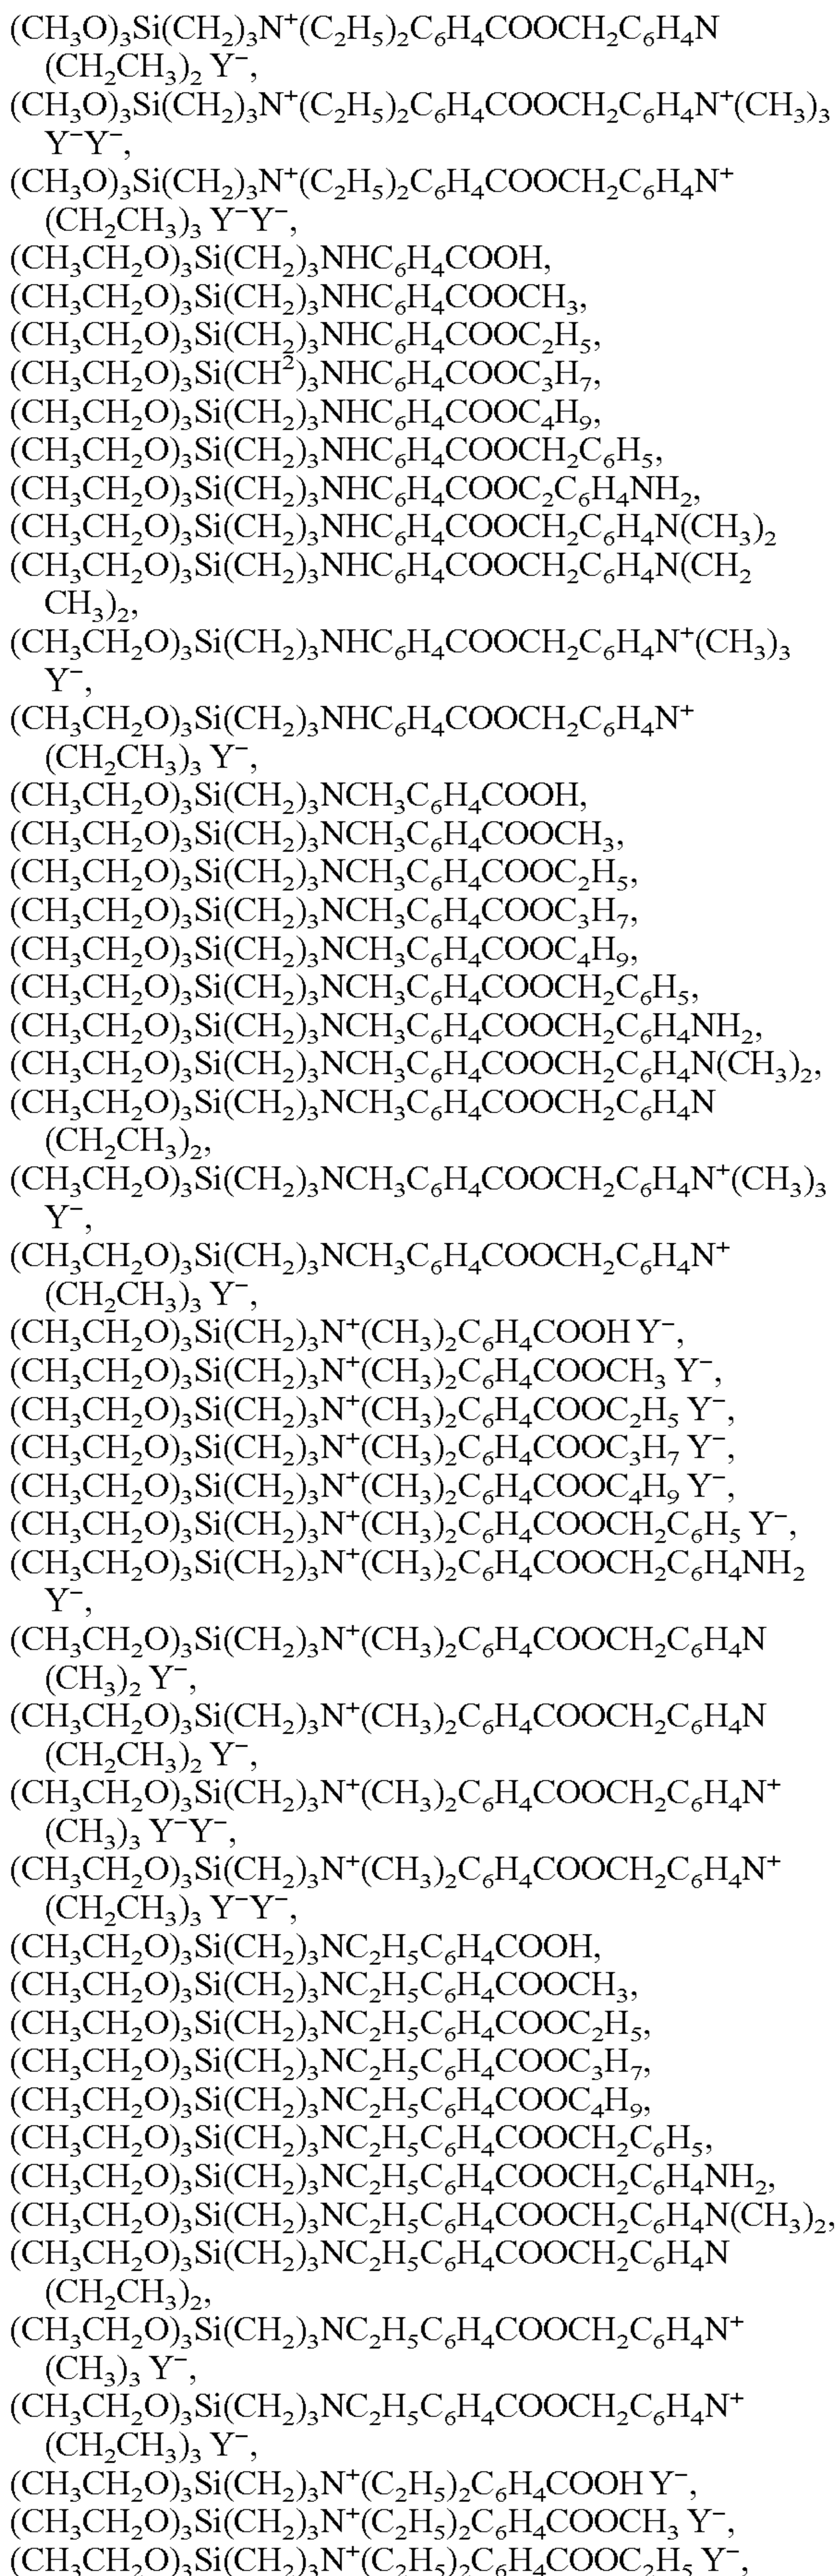 (CH₃O)₃Si(CH₂)₃N⁺(C₂H₅)₂C₆H₄COOCH₂C₆H₄N
(CH₂CH₃)₂ Y⁻,
(CH₃O)₃Si(CH₂)₃N⁺(C₂H₅)₂C₆H₄COOCH₂C₆H₄N⁺(CH₃)₃
Y⁻Y⁻,
(CH₃O)₃Si(CH₂)₃N⁺(C₂H₅)₂C₆H₄COOCH₂C₆H₄N⁺
(CH₂CH₃)₃ Y⁻Y⁻,
(CH₃CH₂O)₃Si(CH₂)₃NHC₆H₄COOH,
(CH₃CH₂O)₃Si(CH₂)₃NHC₆H₄COOCH₃,
(CH₃CH₂O)₃Si(CH₂)₃NHC₆H₄COOC₂H₅,
(CH₃CH₂O)₃Si(CH²)₃NHC₆H₄COOC₃H₇,
(CH₃CH₂O)₃Si(CH₂)₃NHC₆H₄COOC₄H₉,
(CH₃CH₂O)₃Si(CH₂)₃NHC₆H₄COOCH₂C₆H₅,
(CH₃CH₂O)₃Si(CH₂)₃NHC₆H₄COOC₂C₆H₄NH₂,
(CH₃CH₂O)₃Si(CH₂)₃NHC₆H₄COOCH₂C₆H₄N(CH₃)₂
(CH₃CH₂O)₃Si(CH₂)₃NHC₆H₄COOCH₂C₆H₄N(CH₂
CH₃)₂,
(CH₃CH₂O)₃Si(CH₂)₃NHC₆H₄COOCH₂C₆H₄N⁺(CH₃)₃
Y⁻,
(CH₃CH₂O)₃Si(CH₂)₃NHC₆H₄COOCH₂C₆H₄N⁺
(CH₂CH₃)₃ Y⁻,
(CH₃CH₂O)₃Si(CH₂)₃NCH₃C₆H₄COOH,
(CH₃CH₂O)₃Si(CH₂)₃NCH₃C₆H₄COOCH₃,
(CH₃CH₂O)₃Si(CH₂)₃NCH₃C₆H₄COOC₂H₅,
(CH₃CH₂O)₃Si(CH₂)₃NCH₃C₆H₄COOC₃H₇,
(CH₃CH₂O)₃Si(CH₂)₃NCH₃C₆H₄COOC₄H₉,
(CH₃CH₂O)₃Si(CH₂)₃NCH₃C₆H₄COOCH₂C₆H₅,
(CH₃CH₂O)₃Si(CH₂)₃NCH₃C₆H₄COOCH₂C₆H₄NH₂,
(CH₃CH₂O)₃Si(CH₂)₃NCH₃C₆H₄COOCH₂C₆H₄N(CH₃)₂,
(CH₃CH₂O)₃Si(CH₂)₃NCH₃C₆H₄COOCH₂C₆H₄N
(CH₂CH₃)₂,
(CH₃CH₂O)₃Si(CH₂)₃NCH₃C₆H₄COOCH₂C₆H₄N⁺(CH₃)₃
Y⁻,
(CH₃CH₂O)₃Si(CH₂)₃NCH₃C₆H₄COOCH₂C₆H₄N⁺
(CH₂CH₃)₃ Y⁻,
(CH₃CH₂O)₃Si(CH₂)₃N⁺(CH₃)₂C₆H₄COOH Y⁻,
(CH₃CH₂O)₃Si(CH₂)₃N⁺(CH₃)₂C₆H₄COOCH₃ Y⁻,
(CH₃CH₂O)₃Si(CH₂)₃N⁺(CH₃)₂C₆H₄COOC₂H₅ Y⁻,
(CH₃CH₂O)₃Si(CH₂)₃N⁺(CH₃)₂C₆H₄COOC₃H₇ Y⁻,
(CH₃CH₂O)₃Si(CH₂)₃N⁺(CH₃)₂C₆H₄COOC₄H₉ Y⁻,
(CH₃CH₂O)₃Si(CH₂)₃N⁺(CH₃)₂C₆H₄COOCH₂C₆H₅ Y⁻,
(CH₃CH₂O)₃Si(CH₂)₃N⁺(CH₃)₂C₆H₄COOCH₂C₆H₄NH₂
Y⁻,
(CH₃CH₂O)₃Si(CH₂)₃N⁺(CH₃)₂C₆H₄COOCH₂C₆H₄N
(CH₃)₂ Y⁻,
(CH₃CH₂O)₃Si(CH₂)₃N⁺(CH₃)₂C₆H₄COOCH₂C₆H₄N
(CH₂CH₃)₂ Y⁻,
(CH₃CH₂O)₃Si(CH₂)₃N⁺(CH₃)₂C₆H₄COOCH₂C₆H₄N⁺
(CH₃)₃ Y⁻Y⁻,
(CH₃CH₂O)₃Si(CH₂)₃N⁺(CH₃)₂C₆H₄COOCH₂C₆H₄N⁺
(CH₂CH₃)₃ Y⁻Y⁻,
(CH₃CH₂O)₃Si(CH₂)₃NC₂H₅C₆H₄COOH,
(CH₃CH₂O)₃Si(CH₂)₃NC₂H₅C₆H₄COOCH₃,
(CH₃CH₂O)₃Si(CH₂)₃NC₂H₅C₆H₄COOC₂H₅,
(CH₃CH₂O)₃Si(CH₂)₃NC₂H₅C₆H₄COOC₃H₇,
(CH₃CH₂O)₃Si(CH₂)₃NC₂H₅C₆H₄COOC₄H₉,
(CH₃CH₂O)₃Si(CH₂)₃NC₂H₅C₆H₄COOCH₂C₆H₅,
(CH₃CH₂O)₃Si(CH₂)₃NC₂H₅C₆H₄COOCH₂C₆H₄NH₂,
(CH₃CH₂O)₃Si(CH₂)₃NC₂H₅C₆H₄COOCH₂C₆H₄N(CH₃)₂,
(CH₃CH₂O)₃Si(CH₂)₃NC₂H₅C₆H₄COOCH₂C₆H₄N
(CH₂CH₃)₂,
(CH₃CH₂O)₃Si(CH₂)₃NC₂H₅C₆H₄COOCH₂C₆H₄N⁺
(CH₃)₃ Y⁻,
(CH₃CH₂O)₃Si(CH₂)₃NC₂H₅C₆H₄COOCH₂C₆H₄N⁺
(CH₂CH₃)₃ Y⁻,
(CH₃CH₂O)₃Si(CH₂)₃N⁺(C₂H₅)₂C₆H₄COOH Y⁻,
(CH₃CH₂O)₃Si(CH₂)₃N⁺(C₂H₅)₂C₆H₄COOCH₃ Y⁻,
(CH₃CH₂O)₃Si(CH₂)₃N⁺(C₂H₅)₂C₆H₄COOC₂H₅ Y⁻,